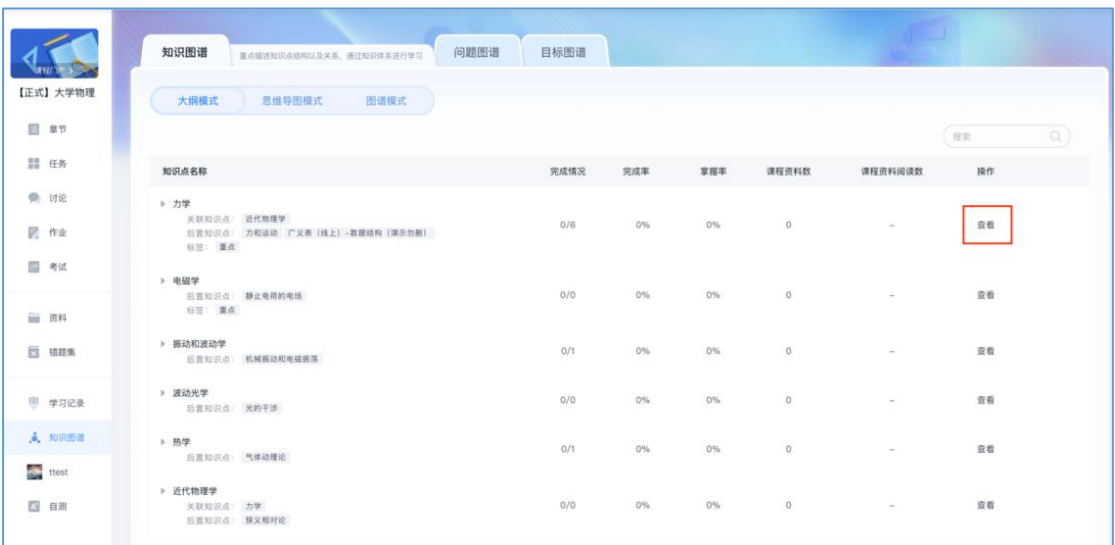 课程门户 >
【正式】大学物理
章节
任务
讨论
作业
考试
资料
错题集
学习记录
知识图谱
ttest
自测
知识图谱 重点描述知识点结构以及关系，通过知识体系进行学习 问题图谱 目标图谱
大纲模式 思维导图模式 图谱模式
搜索
知识点名称 完成情况 完成率 掌握率 课程资料数 课程资料阅读数 操作
力学
关联知识点： 近代物理学
后置知识点： 力和运动 广义表（线上）-数据结构（演示勿删）
标签： 重点
0/6 0% 0% 0 - 查看
电磁学
后置知识点： 静止电荷的电场
标签： 重点
0/0 0% 0% 0 - 查看
振动和波动学
后置知识点： 机械振动和电磁振荡
0/1 0% 0% 0 - 查看
波动光学
后置知识点： 光的干涉
0/0 0% 0% 0 - 查看
热学
后置知识点： 气体动理论
0/1 0% 0% 0 - 查看
近代物理学
关联知识点： 力学
后置知识点： 狭义相对论
0/0 0% 0% 0 - 查看